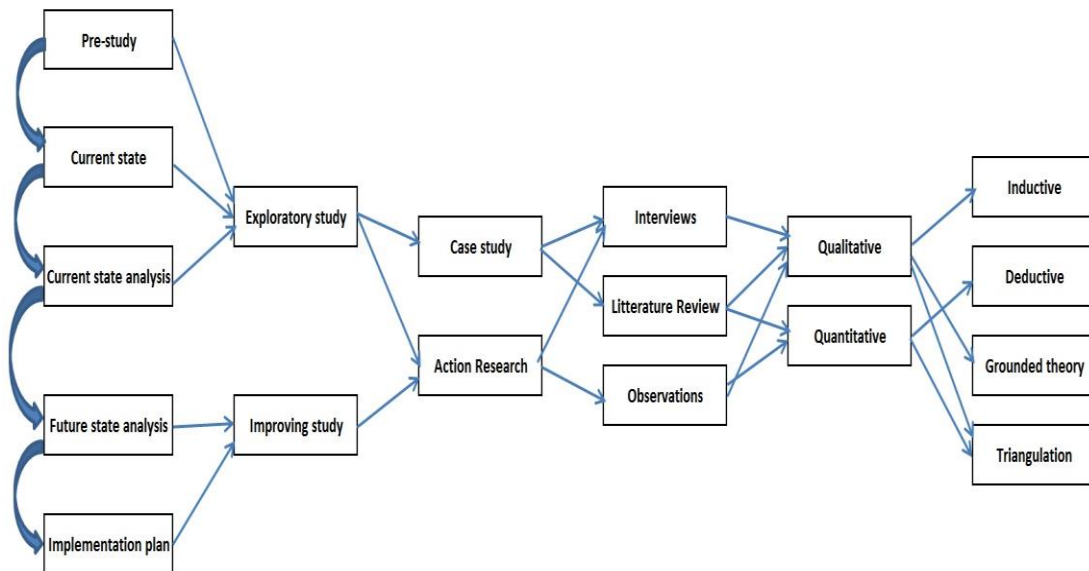 Pre-study
Current state
Current state analysis
Future state analysis
Implementation plan
Exploratory study
Improving study
Case study
Action Research
Interviews
Litterature Review
Observations
Qualitative
Quantitative
Inductive
Deductive
Grounded theory
Triangulation